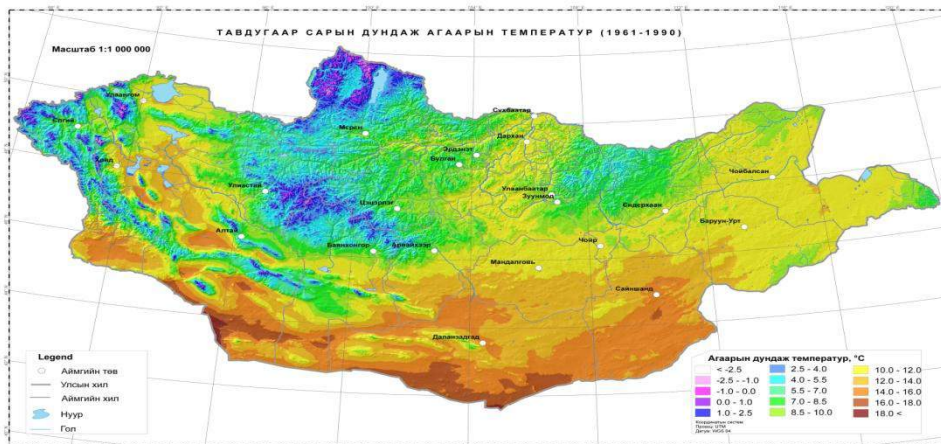 ТАВДУГААР САРЫН ДУНДАЖ АГААРЫН ТЕМПЕРАТУР (1961-1990)
Масштаб 1:1 000 000
Улаангом
Өлгий
Ховд
Мөрөн
Сүхбаатар
Дархан
Эрдэнэт
Булган
Улиастай
Цэцэрлэг
Улаанбаатар
Зуунмод
Чойбалсан
Өндөрхаан
Баруун-Урт
Алтай
Баянхонгор
Арвайхээр
Чойр
Мандалговь
Сайншанд
Даланзадгад
Legend
Аймгийн төв
Улсын хил
Аймгийн хил
Нуур
Гол
Агаарын дундаж температур, °C
< -2.5
-2.5 - -1.0
-1.0 - 0.0
0.0 - 1.0
1.0 - 2.5
2.5 - 4.0
4.0 - 5.5
5.5 - 7.0
7.0 - 8.5
8.5 - 10.0
10.0 - 12.0
12.0 - 14.0
14.0 - 16.0
16.0 - 18.0
18.0 <